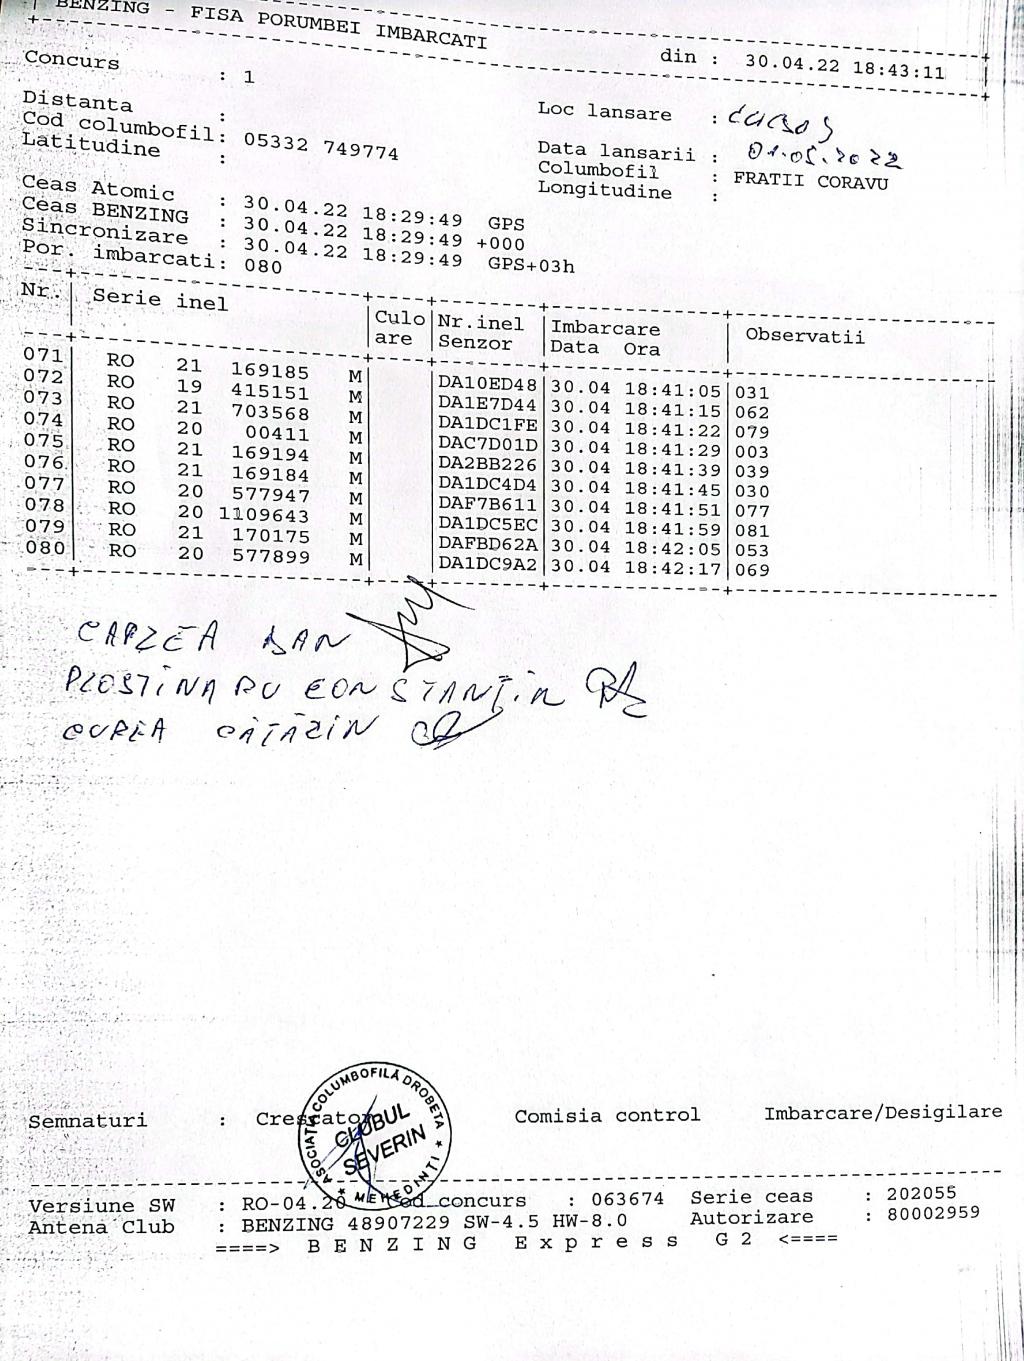 BENZING - FISA PORUMBEI IMBARCATI din : 30.04.22 18:43:11
Concurs : 1
Loc lansare :
Distanta :
Cod columbofil: 05332 749774
Data lansarii : 01.05.2022
Latitudine :
Columbofil : FRATII CORAVU
Longitudine :
Ceas Atomic : 30.04.22 18:29:49 GPS
Ceas BENZING : 30.04.22 18:29:49 +000
Sincronizare : 30.04.22 18:29:49 GPS+03h
Por. imbarcati: 080
Nr. Serie inel Culo Nr.inel Imbarcare Observatii
are Senzor Data Ora
071 RO 21 169185 M DA10ED48 30.04 18:41:05 031
072 RO 19 415151 M DA1E7D44 30.04 18:41:15 062
073 RO 21 703568 M DA1DC1FE 30.04 18:41:22 079
074 RO 20 00411 M DAC7D01D 30.04 18:41:29 003
075 RO 21 169194 M DA2BB226 30.04 18:41:39 039
076 RO 21 169184 M DA1DC4D4 30.04 18:41:45 030
077 RO 20 577947 M DAF7B611 30.04 18:41:51 077
078 RO 20 1109643 M DA1DC5EC 30.04 18:41:59 081
079 RO 21 170175 M DAFBD62A 30.04 18:42:05 053
080 RO 20 577899 M DA1DC9A2 30.04 18:42:17 069
DAN
CONSTANTIN
CUREA CĂTĂLIN
Semnaturi : Crescator Comisia control Imbarcare/Desigilare
ASOCIAȚIA COLUMBOFILĂ DROBETA
CLUBUL
SEVERIN
* MEHEDINTI *
Versiune SW : RO-04.20 Cod concurs : 063674 Serie ceas : 202055
Antena Club : BENZING 48907229 SW-4.5 HW-8.0 Autorizare : 80002959
====> B E N Z I N G E x p r e s s G 2 <====